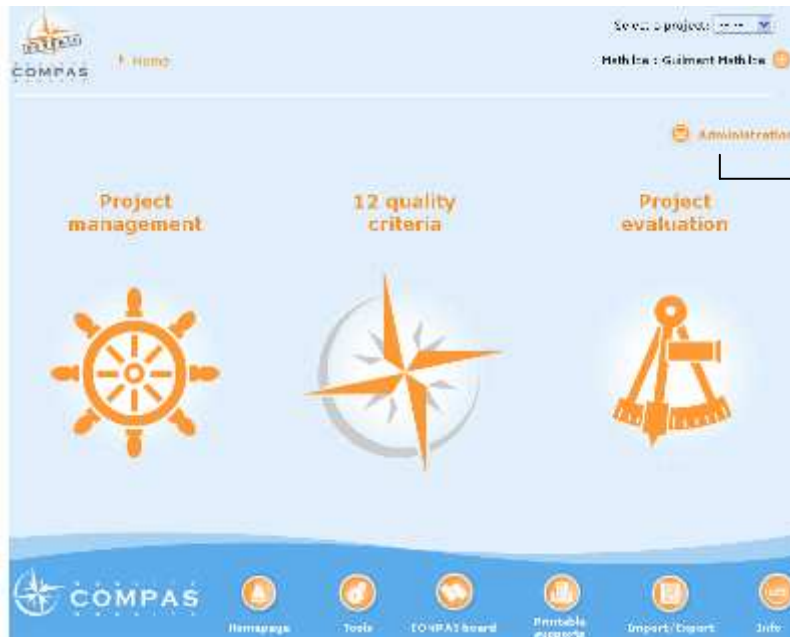 Select a project:
COMPAS
Home
Administration
Project
management
12 quality
criteria
Project
evaluation
COMPAS
Homepage
Tools
COMPAS board
Printable
supports
Import/Export
Info